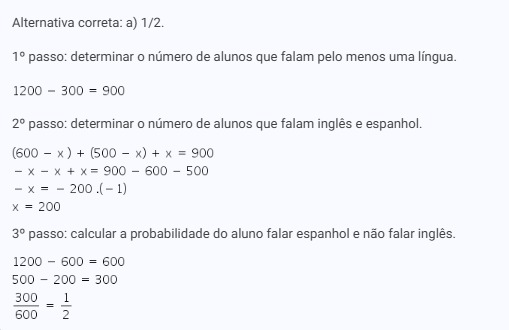 Alternativa correta: a) 1/2.
1º passo: determinar o número de alunos que falam pelo menos uma língua.
1200 − 300 = 900
2º passo: determinar o número de alunos que falam inglês e espanhol.
(600 − x ) + (500 − x) + x = 900
− x − x + x = 900 − 600 − 500
− x = − 200 .(− 1)
x = 200
3º passo: calcular a probabilidade do aluno falar espanhol e não falar inglês.
1200 − 600 = 600
500 − 200 = 300
300/600 = 1/2